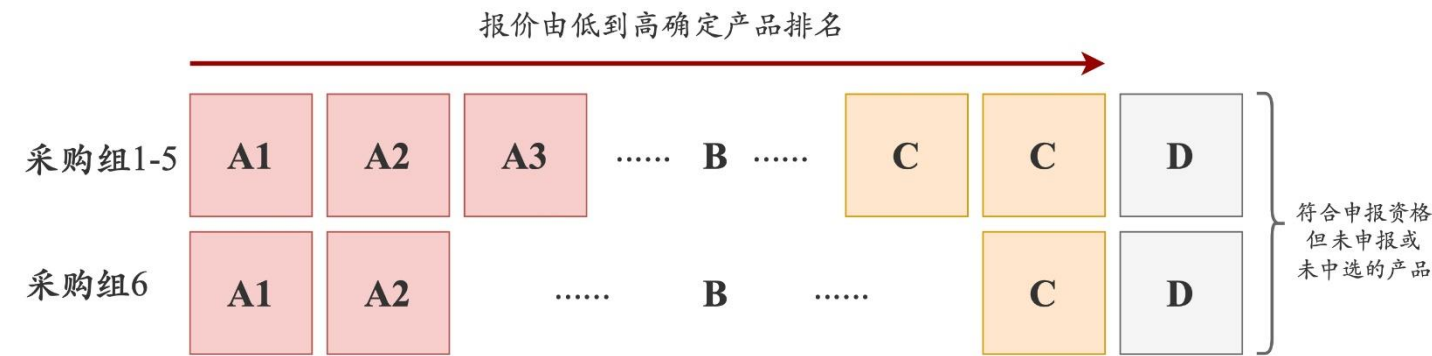 报价由低到高确定产品排名
采购组1-5 A1 A2 A3 ...... B ...... C C D
采购组6 A1 A2 ...... B ...... C D
符合申报资格
但未申报或
未中选的产品